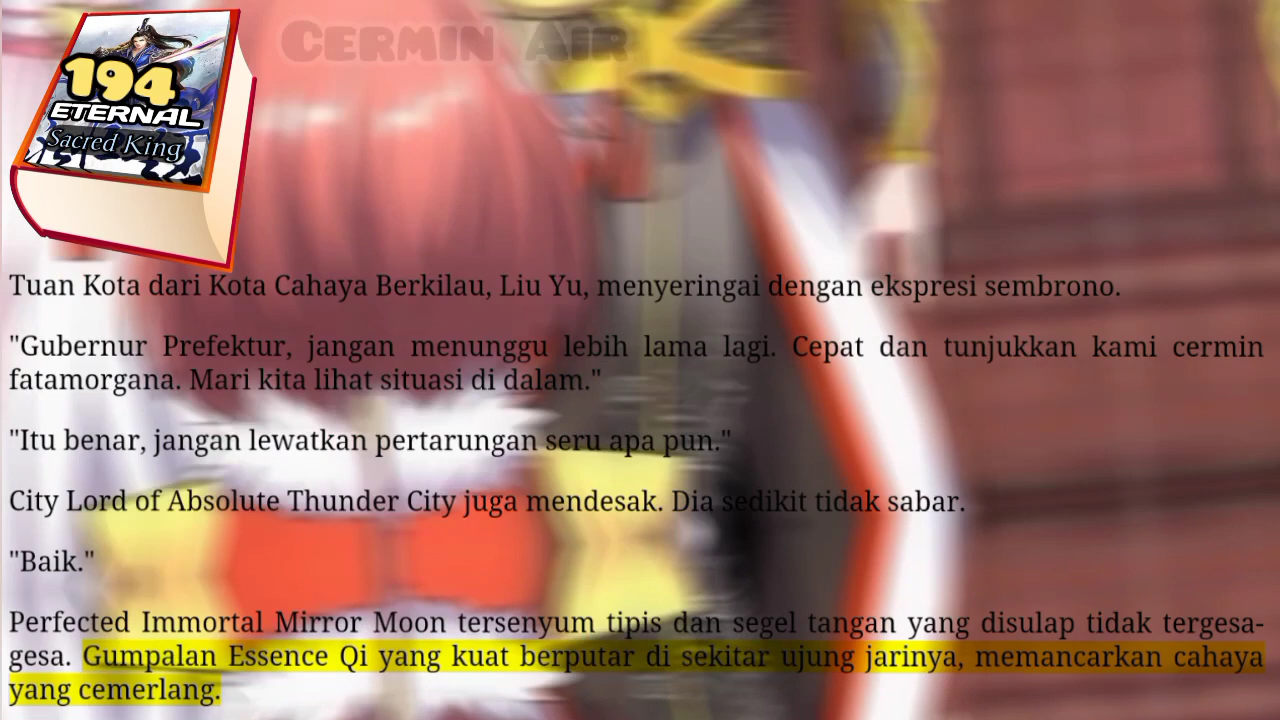 Cermin Air
194
ETERNAL
Sacred King
Tuan Kota dari Kota Cahaya Berkilau, Liu Yu, menyeringai dengan ekspresi sembrono.
"Gubernur Prefektur, jangan menunggu lebih lama lagi. Cepat dan tunjukkan kami cermin
fatamorgana. Mari kita lihat situasi di dalam."
"Itu benar, jangan lewatkan pertarungan seru apa pun."
City Lord of Absolute Thunder City juga mendesak. Dia sedikit tidak sabar.
"Baik."
Perfected Immortal Mirror Moon tersenyum tipis dan segel tangan yang disulap tidak tergesa-
gesa. Gumpalan Essence Qi yang kuat berputar di sekitar ujung jarinya, memancarkan cahaya
yang cemerlang.